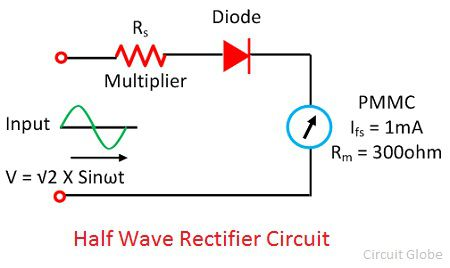 Diode
Rₛ
Multiplier
Input
V = √2 X Sinωt
PMMC
Ifs = 1mA
Rm = 300ohm
Half Wave Rectifier Circuit
Circuit Globe